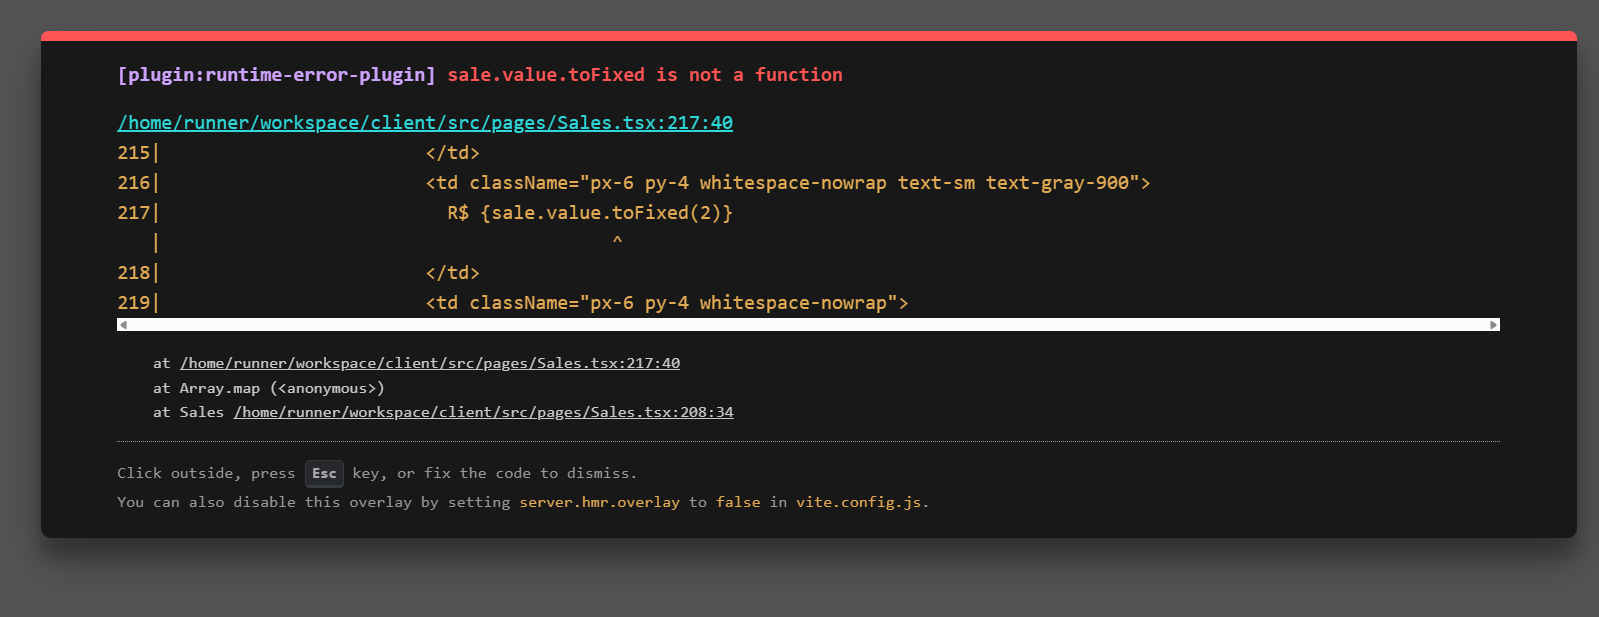 [plugin:runtime-error-plugin] sale.value.toFixed is not a function
/home/runner/workspace/client/src/pages/Sales.tsx:217:40
215|                        </td>
216|                        <td className="px-6 py-4 whitespace-nowrap text-sm text-gray-900">
217|                          R$ {sale.value.toFixed(2)}
   |                                         ^
218|                        </td>
219|                        <td className="px-6 py-4 whitespace-nowrap">
at /home/runner/workspace/client/src/pages/Sales.tsx:217:40
at Array.map (<anonymous>)
at Sales /home/runner/workspace/client/src/pages/Sales.tsx:208:34
Click outside, press Esc key, or fix the code to dismiss.
You can also disable this overlay by setting server.hmr.overlay to false in vite.config.js.